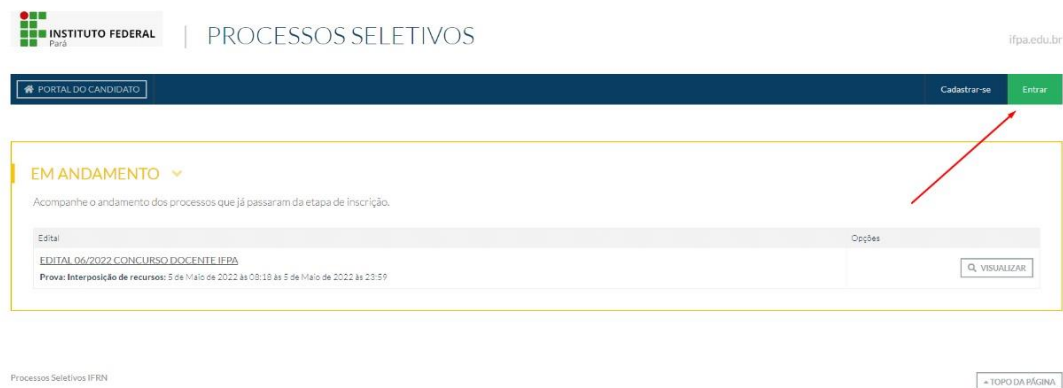 INSTITUTO FEDERAL
Pará
PROCESSOS SELETIVOS
ifpa.edu.br
PORTAL DO CANDIDATO
Cadastrar-se
Entrar
EM ANDAMENTO
Acompanhe o andamento dos processos que já passaram da etapa de inscrição.
Edital Opções
EDITAL 06/2022 CONCURSO DOCENTE IFPA
Prova: Interposição de recursos: 5 de Maio de 2022 às 08:18 às 5 de Maio de 2022 às 23:59
VISUALIZAR
Processos Seletivos IFRN
TOPO DA PÁGINA